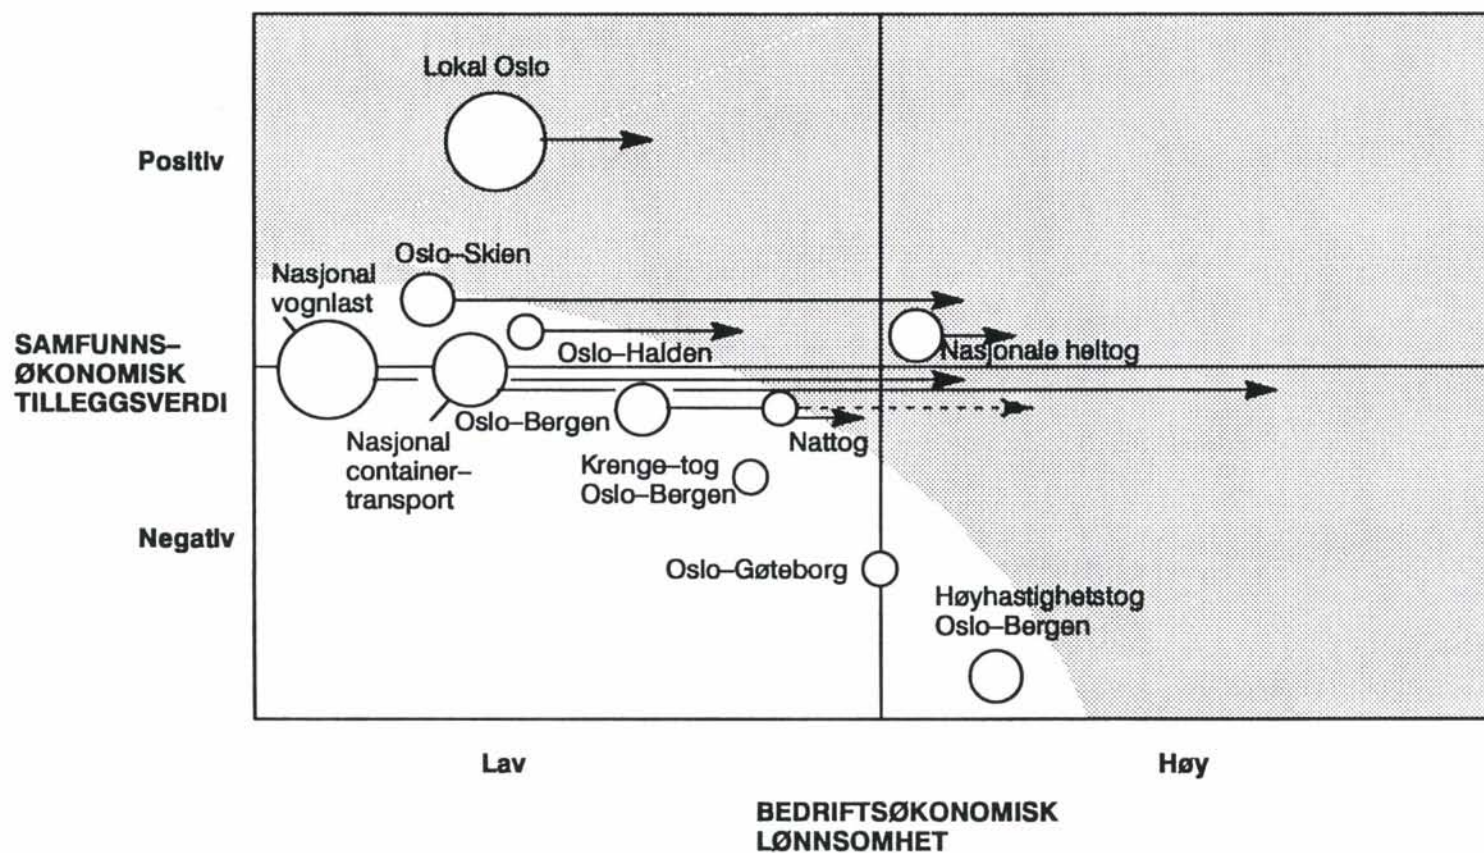 Lokal Oslo
Positiv
Oslo–Skien
Nasjonal
vognlast
SAMFUNNS–
ØKONOMISK
TILLEGGSVERDI
Oslo–Halden
Nasjonale heltog
Oslo–Bergen
Nattog
Nasjonal
container–
transport
Krenge–tog
Oslo–Bergen
Negativ
Oslo–Gøteborg
Høyhastighetstog
Oslo–Bergen
Lav
Høy
BEDRIFTSØKONOMISK
LØNNSOMHET